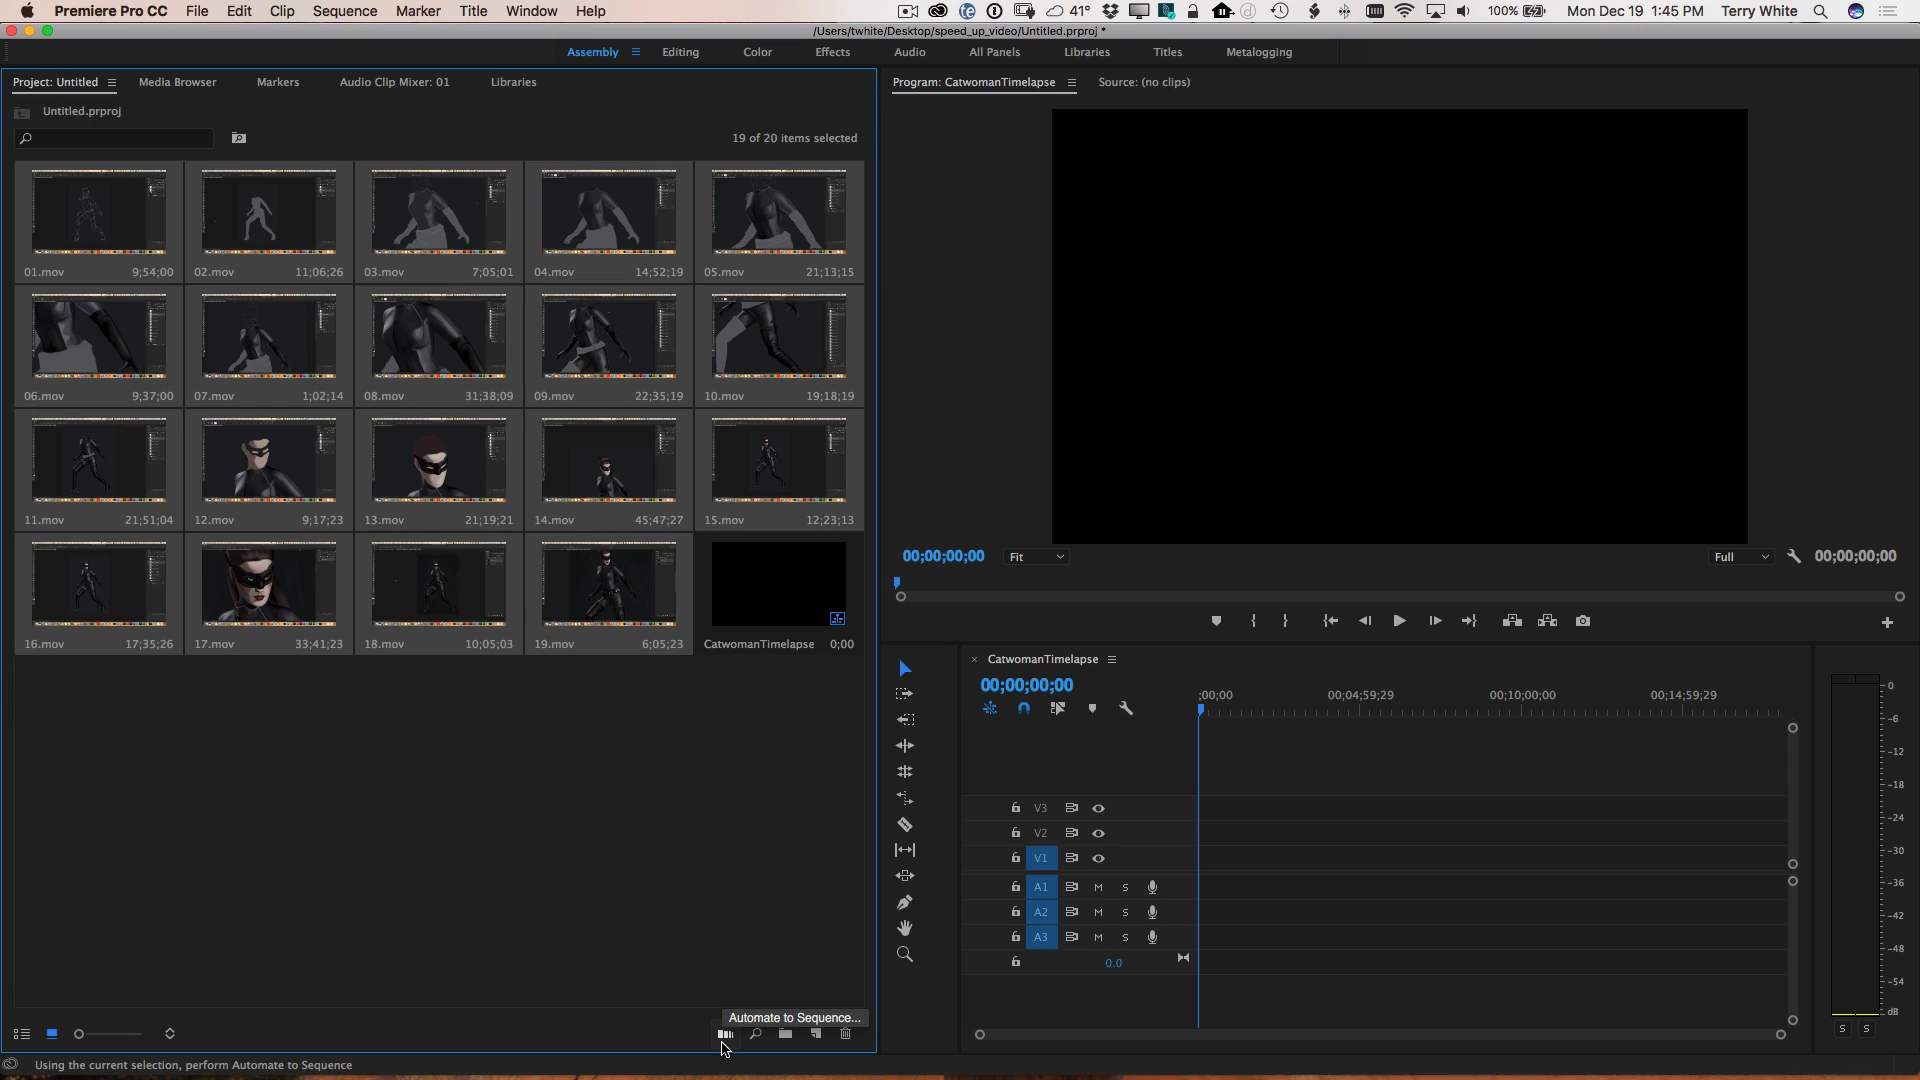 Premiere Pro CC File Edit Clip Sequence Marker Title Window Help 41° 100% Mon Dec 19 1:45 PM Terry White
/Users/twhite/Desktop/speed_up_video/Untitled.prproj *
Assembly Editing Color Effects Audio All Panels Libraries Titles Metalogging
Project: Untitled Media Browser Markers Audio Clip Mixer: 01 Libraries
Untitled.prproj
19 of 20 items selected
01.mov 9;54;00 02.mov 11;06;26 03.mov 7;05;01 04.mov 14;52;19 05.mov 21;13;15
06.mov 9;37;00 07.mov 1;02;14 08.mov 31;38;09 09.mov 22;35;19 10.mov 19;18;19
11.mov 21;51;04 12.mov 9;17;23 13.mov 21;19;21 14.mov 45;47;27 15.mov 12;23;13
16.mov 17;35;26 17.mov 33;41;23 18.mov 10;05;03 19.mov 6;05;23 CatwomanTimelapse 0;00
Automate to Sequence...
Using the current selection, perform Automate to Sequence
Program: CatwomanTimelapse Source: (no clips)
00;00;00;00 Fit Full 00;00;00;00
× CatwomanTimelapse
00;00;00;00
;00;00 00;04;59;29 00;10;00;00 00;14;59;29
V3
V2
V1
A1 M S
A2 M S
A3 M S
0.0
0
-6
-12
-18
-24
-30
-36
-42
-48
-54
dB
S S